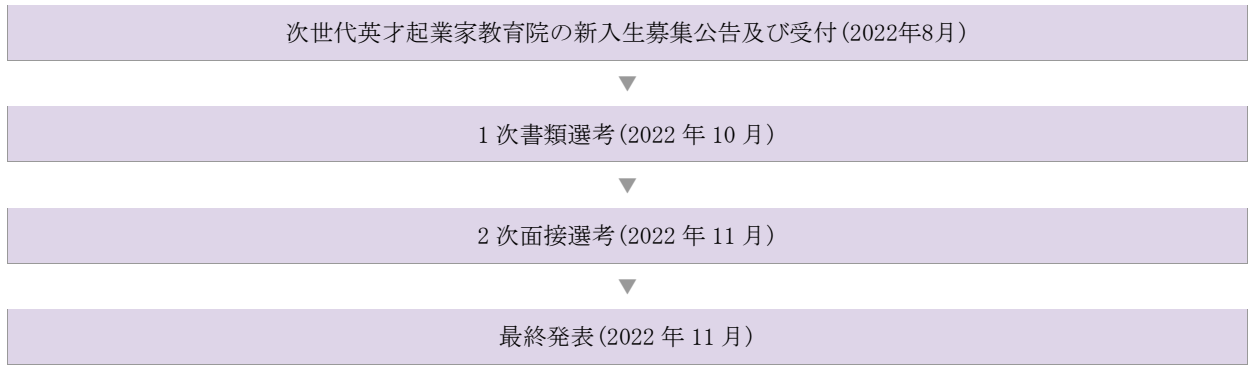 次世代英才起業家教育院の新入生募集公告及び受付(2022年8月)
▼
1 次書類選考(2022 年 10 月)
▼
2 次面接選考(2022 年 11 月)
▼
最終発表(2022 年 11 月)